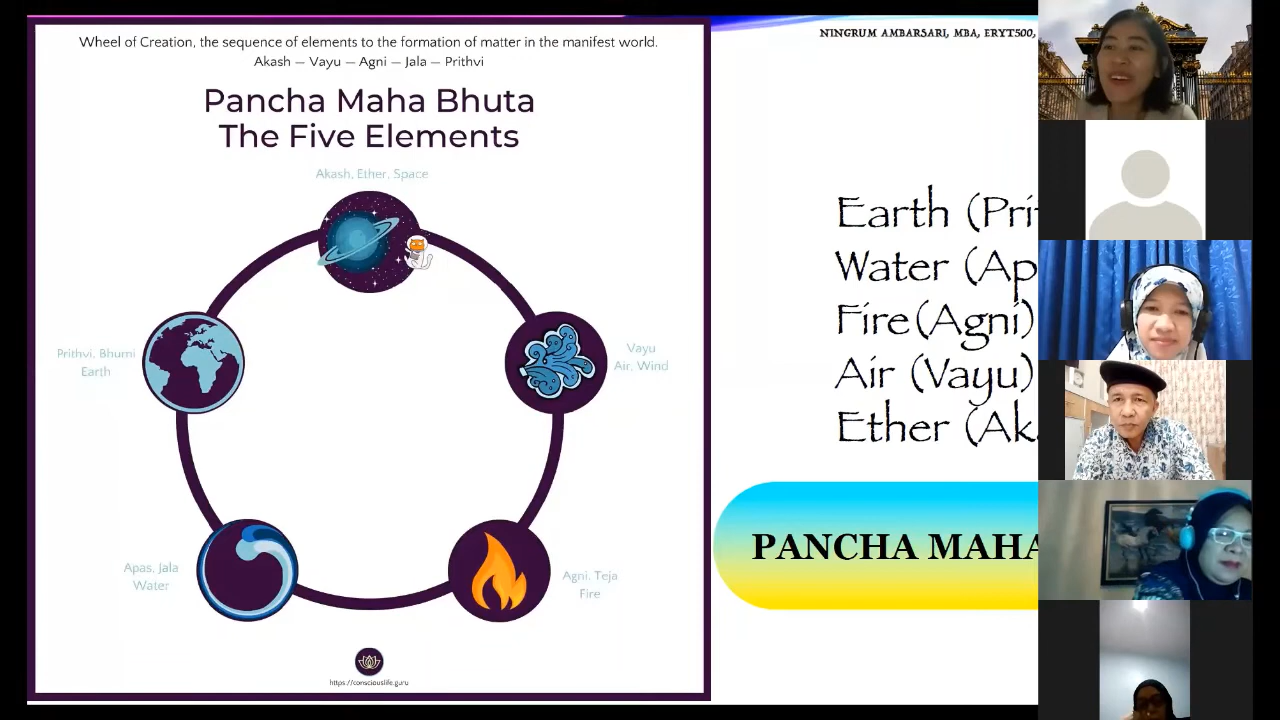 Wheel of Creation, the sequence of elements to the formation of matter in the manifest world.
Akash — Vayu — Agni — Jala — Prithvi
Pancha Maha Bhuta
The Five Elements
Akash, Ether, Space
Prithvi, Bhumi
Earth
Vayu
Air, Wind
Apas, Jala
Water
Agni, Teja
Fire
https://consciouslife.guru
NINGRUM AMBARSARI, MBA, ERYT500,
Earth (Pri
Water (Ap
Fire(Agni)
Air (Vayu)
Ether (Ak
PANCHA MAHA